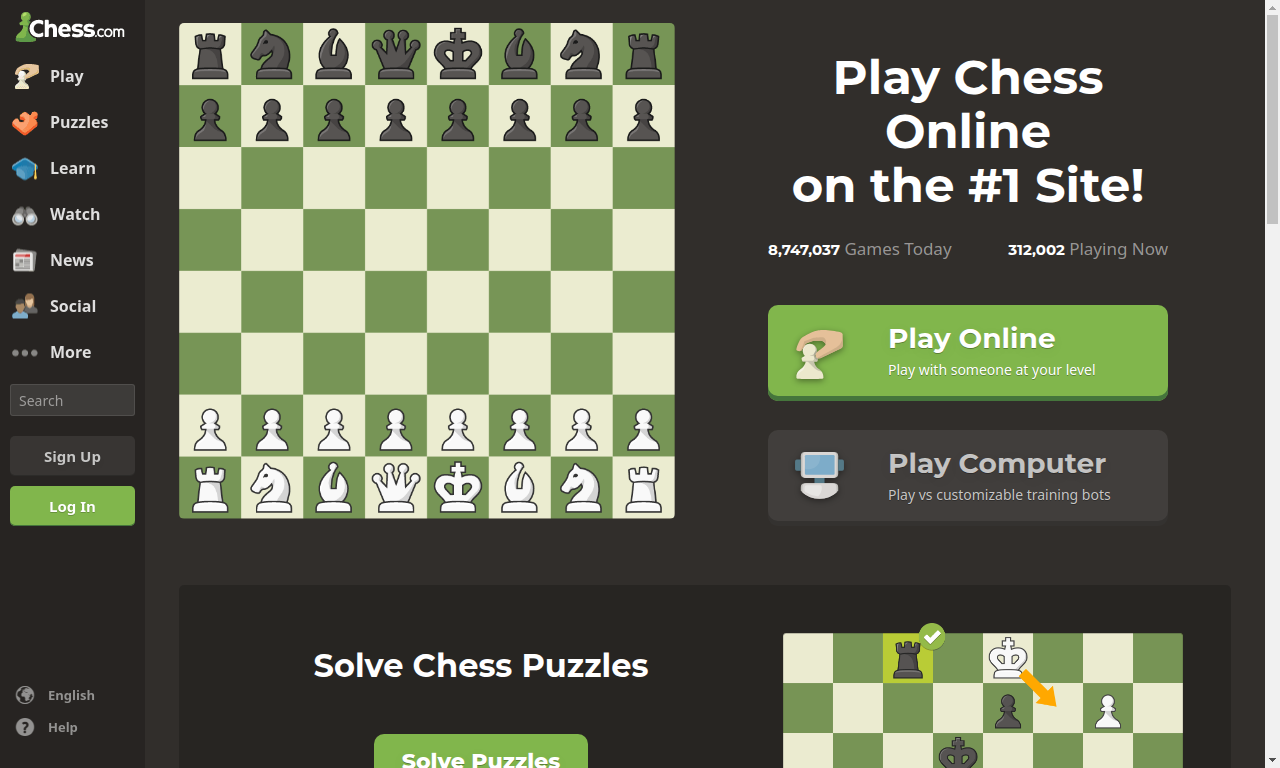 Chess.com
Play
Puzzles
Learn
Watch
News
Social
More
Search
Sign Up
Log In
English
Help
Play Chess
Online
on the #1 Site!
8,747,037 Games Today
312,002 Playing Now
Play Online
Play with someone at your level
Play Computer
Play vs customizable training bots
Solve Chess Puzzles
Solve Puzzles